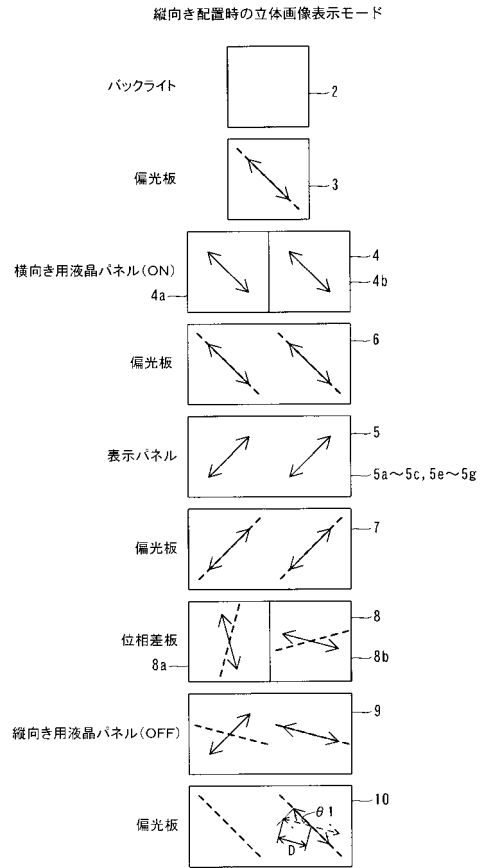 縦向き配置時の立体画像表示モード
バックライト
2
偏光板
3
横向き用液晶パネル(ON)
4
4a
4b
偏光板
6
表示パネル
5
5a～5c,5e～5g
偏光板
7
位相差板
8
8a
8b
縦向き用液晶パネル(OFF)
9
偏光板
10
θ1
D